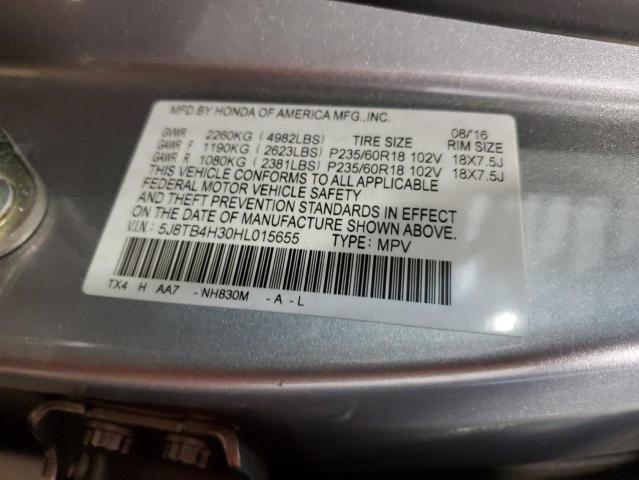 MFD.BY HONDA OF AMERICA MFG.,INC. 08/'16
GVWR 2260KG (4982LBS) TIRE SIZE RIM SIZE
GAWR F 1190KG (2623LBS) P235/60R18 102V 18X7.5J
GAWR R 1080KG (2381LBS) P235/60R18 102V 18X7.5J
THIS VEHICLE CONFORMS TO ALL APPLICABLE
FEDERAL MOTOR VEHICLE SAFETY
AND THEFT PREVENTION STANDARDS IN EFFECT
ON THE DATE OF MANUFACTURE SHOWN ABOVE.
V.I.N.: 5J8TB4H30HL015655 TYPE: MPV
TX4 H AA7 -NH830M -A-L